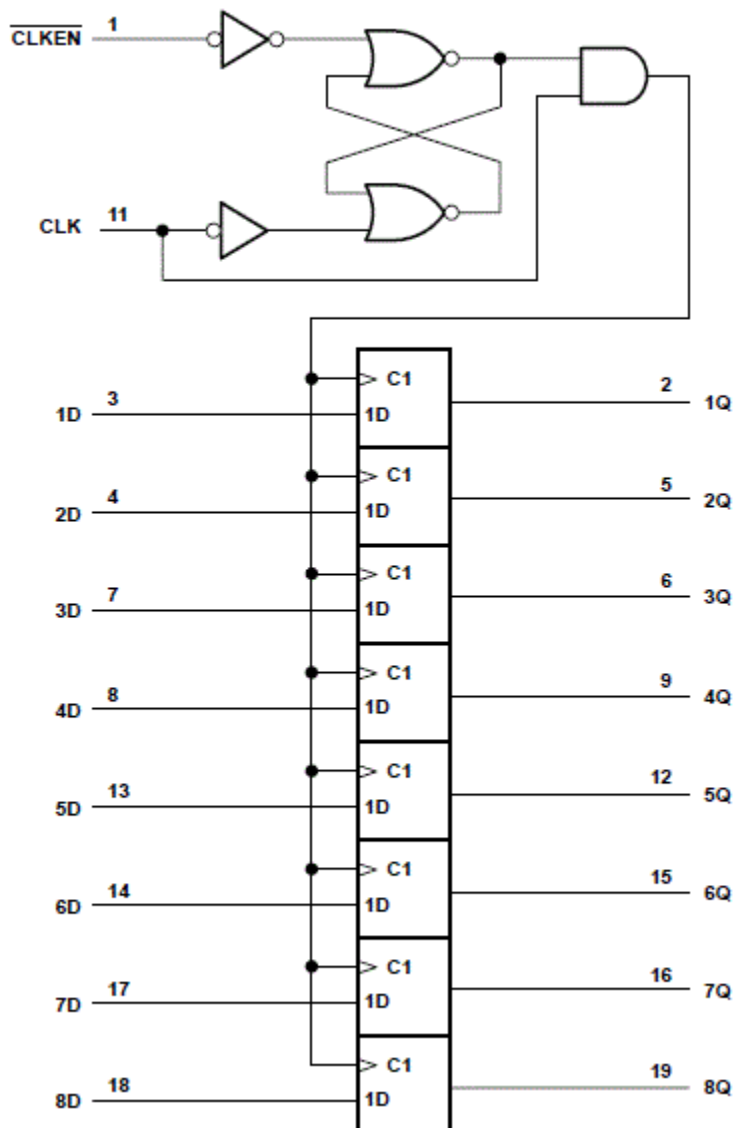 CLKEN 1
CLK 11
C1
1D 3 1D 2 1Q
C1
2D 4 1D 5 2Q
C1
3D 7 1D 6 3Q
C1
4D 8 1D 9 4Q
C1
5D 13 1D 12 5Q
C1
6D 14 1D 15 6Q
C1
7D 17 1D 16 7Q
C1
8D 18 1D 19 8Q